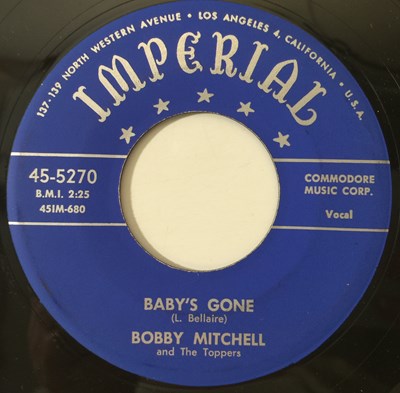 137-139 NORTH WESTERN AVENUE • LOS ANGELES 4, CALIFORNIA • U.S.A.
IMPERIAL
45-5270
B.M.I. 2:25
45IM-680
COMMODORE
MUSIC CORP.
Vocal
BABY'S GONE
(L. Bellaire)
BOBBY MITCHELL
and The Toppers